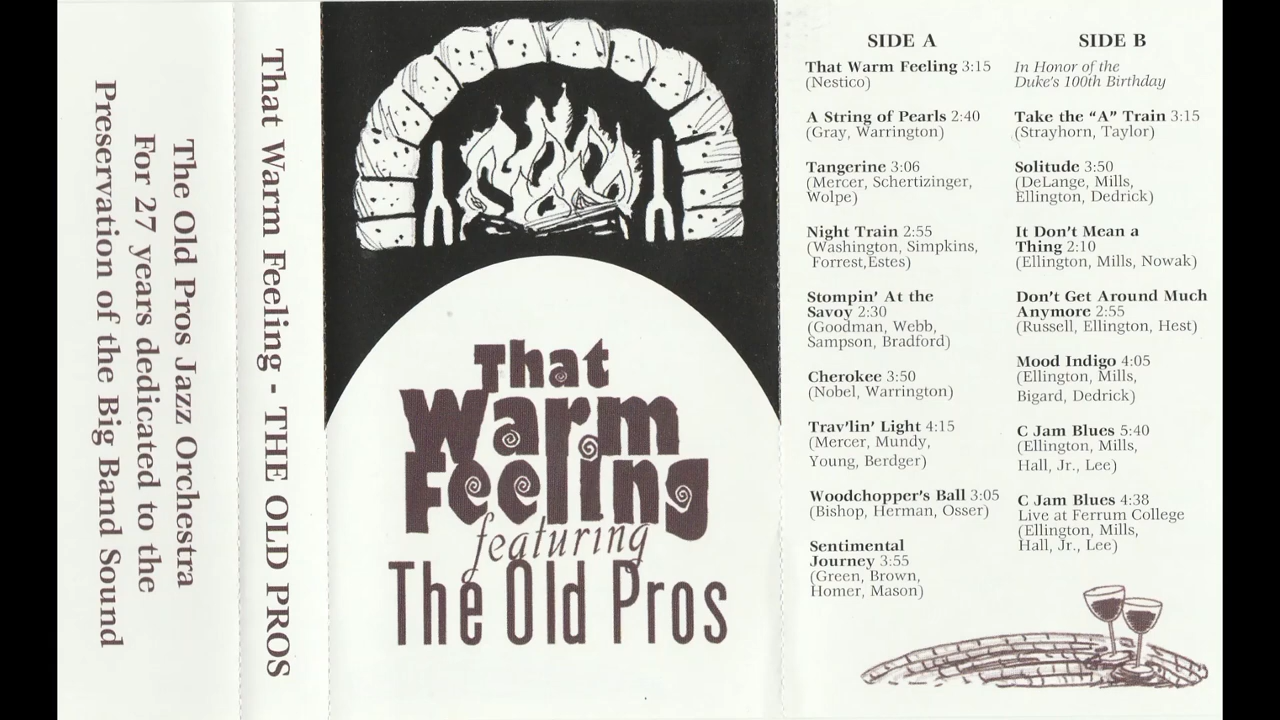 The Old Pros Jazz Orchestra
For 27 years dedicated to the
Preservation of the Big Band Sound
That Warm Feeling - THE OLD PROS
That
Warm
Feeling
featuring
The Old Pros
SIDE A
That Warm Feeling 3:15
(Nestico)
A String of Pearls 2:40
(Gray, Warrington)
Tangerine 3:06
(Mercer, Schertizinger,
Wolpe)
Night Train 2:55
(Washington, Simpkins,
Forrest,Estes)
Stompin' At the
Savoy 2:30
(Goodman, Webb,
Sampson, Bradford)
Cherokee 3:50
(Nobel, Warrington)
Trav'lin' Light 4:15
(Mercer, Mundy,
Young, Berdger)
Woodchopper's Ball 3:05
(Bishop, Herman, Osser)
Sentimental
Journey 3:55
(Green, Brown,
Homer, Mason)
SIDE B
In Honor of the
Duke's 100th Birthday
Take the “A” Train 3:15
(Strayhorn, Taylor)
Solitude 3:50
(DeLange, Mills,
Ellington, Dedrick)
It Don't Mean a
Thing 2:10
(Ellington, Mills, Nowak)
Don't Get Around Much
Anymore 2:55
(Russell, Ellington, Hest)
Mood Indigo 4:05
(Ellington, Mills,
Bigard, Dedrick)
C Jam Blues 5:40
(Ellington, Mills,
Hall, Jr., Lee)
C Jam Blues 4:38
Live at Ferrum College
(Ellington, Mills,
Hall, Jr., Lee)